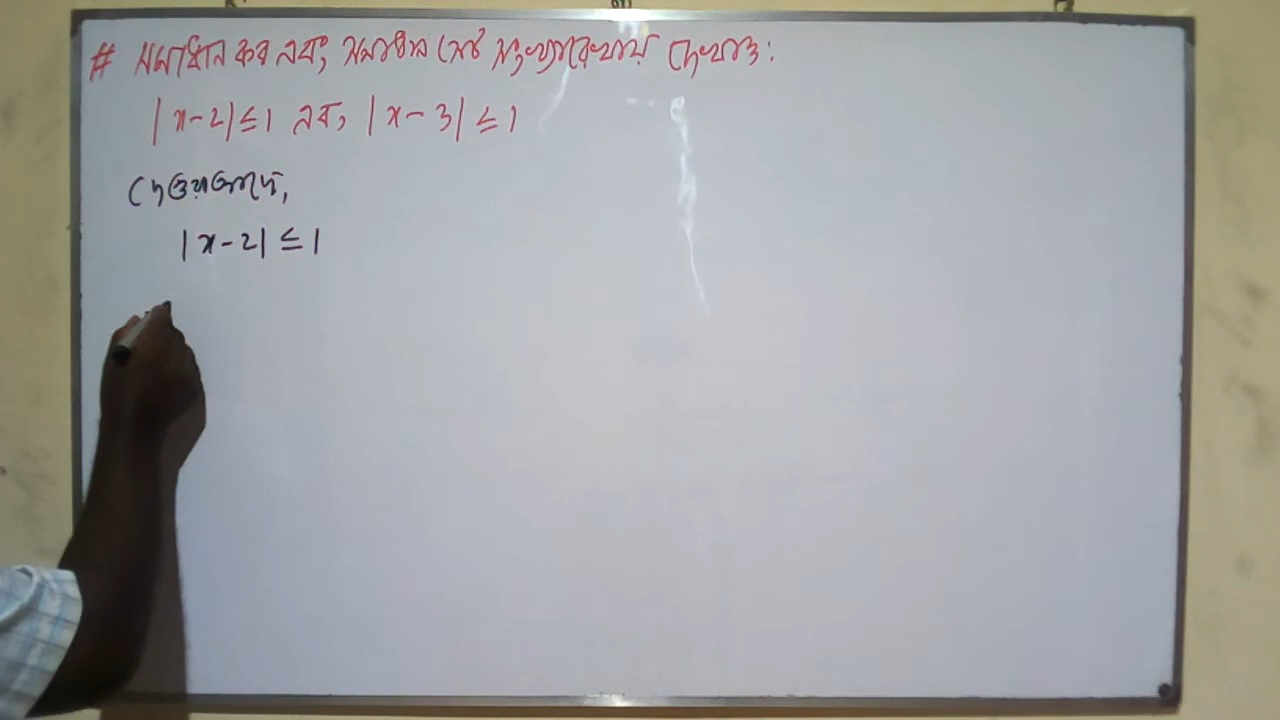 # সমাধান কর এবং সমাধান সেট সংখ্যারেখায় দেখাও:
|x-2|≤1 এবং |x-3|≤1
দেওয়া আছে,
|x-2|≤1